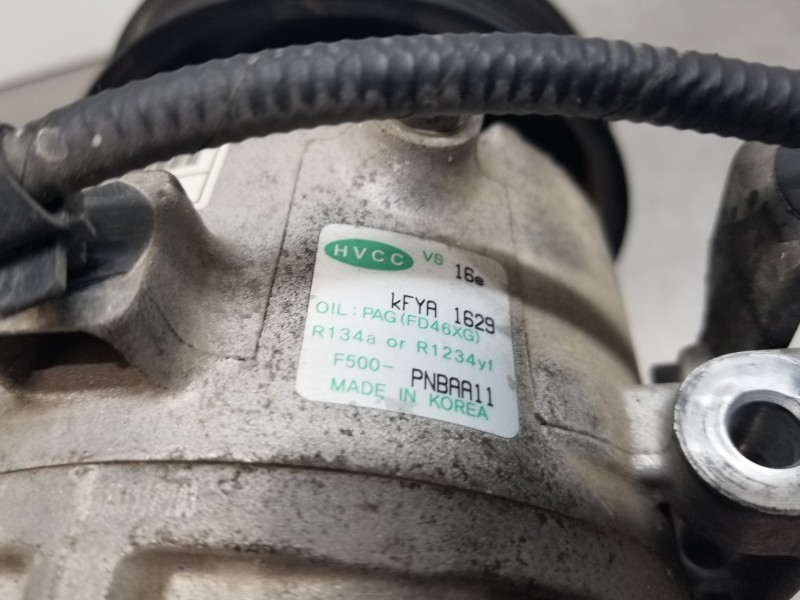 HVCC VS 16e
kFYA 1629
OIL: PAG(FD46XG)
R134a or R1234yf
F500- PNBAA11
MADE IN KOREA